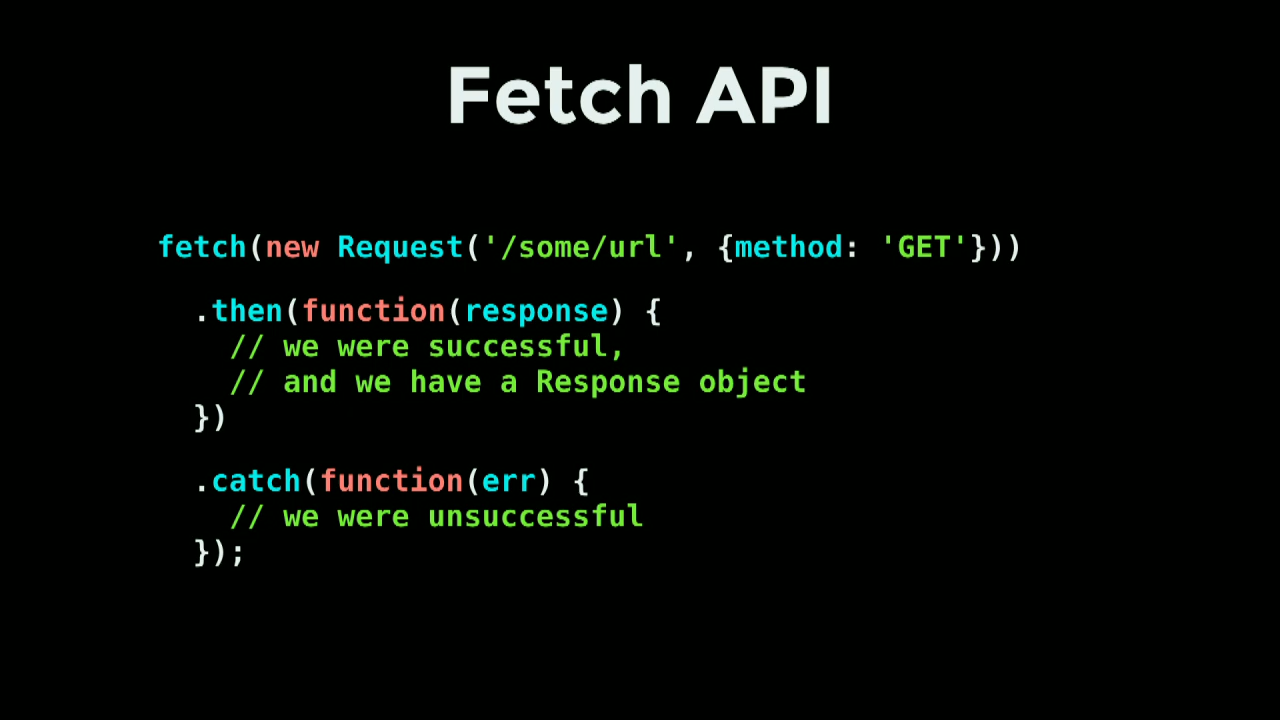 Fetch API
fetch(new Request('/some/url', {method: 'GET'}))
.then(function(response) {
// we were successful,
// and we have a Response object
})
.catch(function(err) {
// we were unsuccessful
});